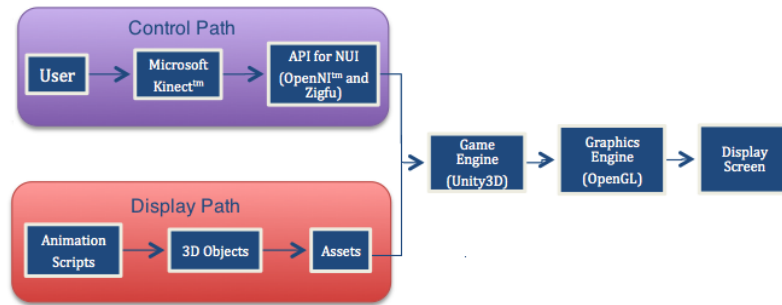 Control Path
User
Microsoft
Kinect™
API for NUI
(OpenNI™ and
Zigfu)
Game
Engine
(Unity3D)
Graphics
Engine
(OpenGL)
Display
Screen
Display Path
Animation
Scripts
3D Objects
Assets